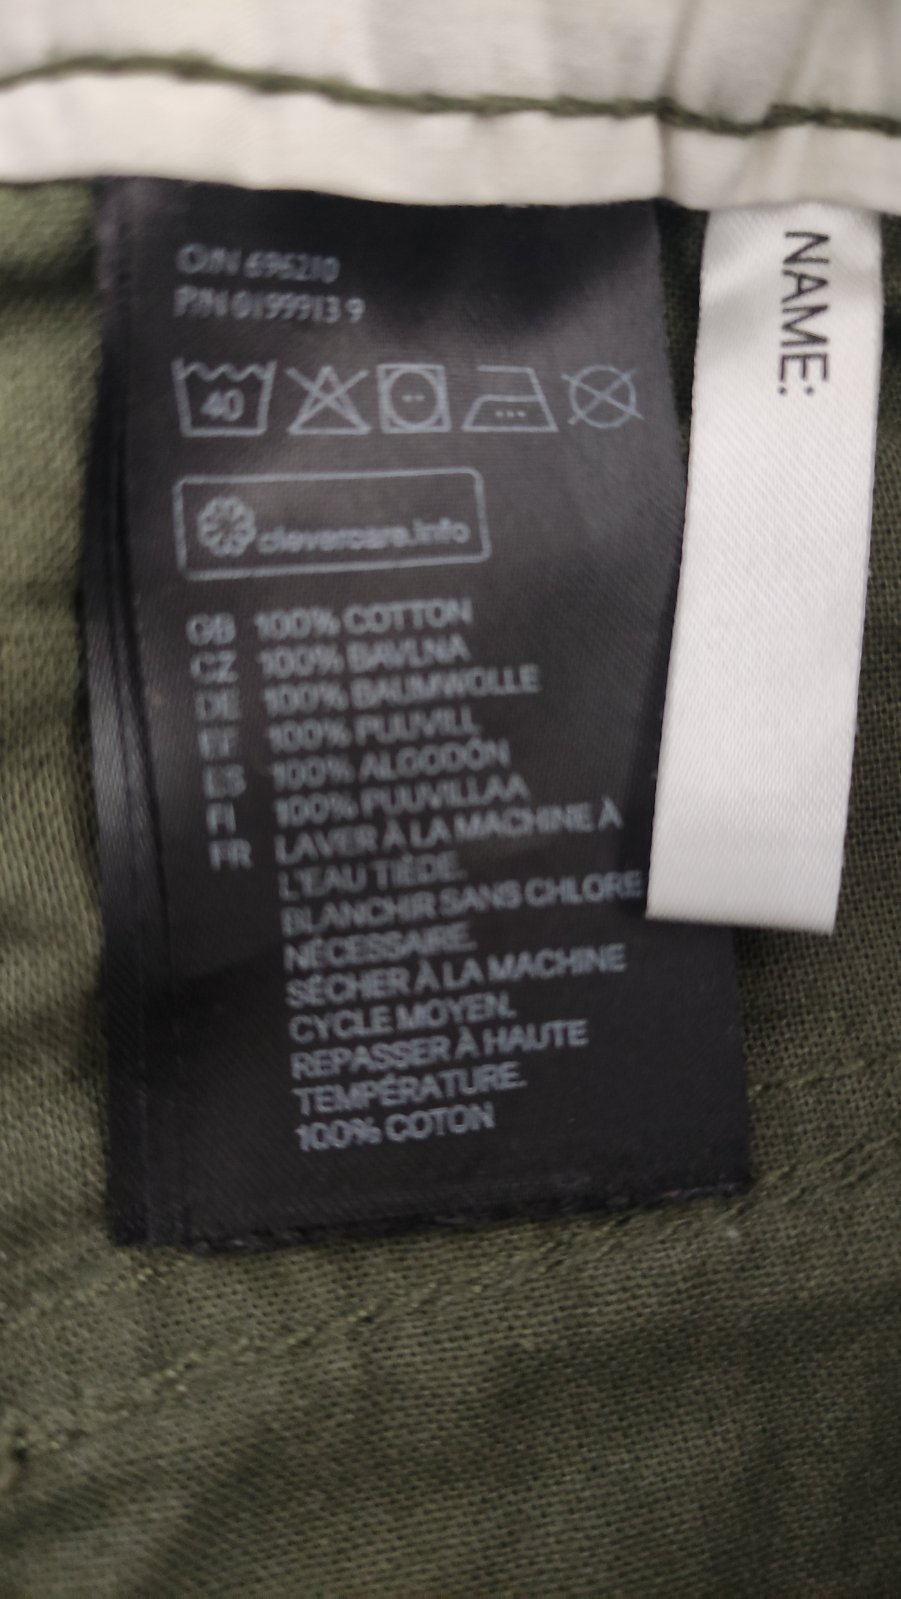 O/N 696210
P/N 0199913 9
40
clevercare.info
GB 100% COTTON
CZ 100% BAVLNA
DE 100% BAUMWOLLE
EE 100% PUUVILL
ES 100% ALGODÓN
FI 100% PUUVILLAA
FR LAVER À LA MACHINE À
L'EAU TIÈDE.
BLANCHIR SANS CHLORE
NÉCESSAIRE.
SÉCHER À LA MACHINE
CYCLE MOYEN.
REPASSER À HAUTE
TEMPÉRATURE.
100% COTON
NAME: